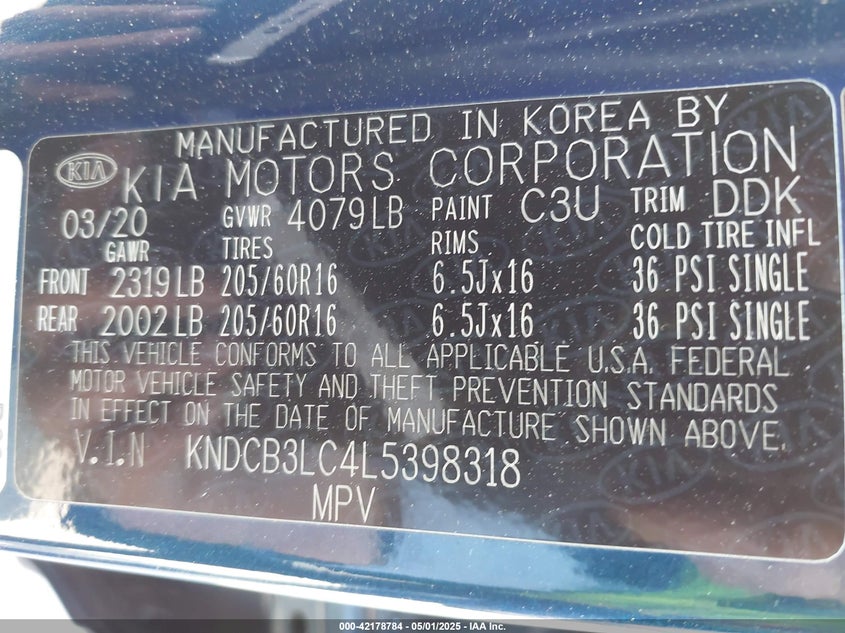 MANUFACTURED IN KOREA BY
KIA KIA MOTORS CORPORATION
03/20 GVWR 4079LB PAINT C3U TRIM DDK
GAWR TIRES RIMS COLD TIRE INFL
FRONT 2319LB 205/60R16 6.5Jx16 36 PSI SINGLE
REAR 2002LB 205/60R16 6.5Jx16 36 PSI SINGLE
THIS VEHICLE CONFORMS TO ALL APPLICABLE U.S.A. FEDERAL
MOTOR VEHICLE SAFETY AND THEFT PREVENTION STANDARDS
IN EFFECT ON THE DATE OF MANUFACTURE SHOWN ABOVE.
V.I.N KNDCB3LC4L5398318
MPV
000-42178784 - 05/01/2025 - IAA Inc.